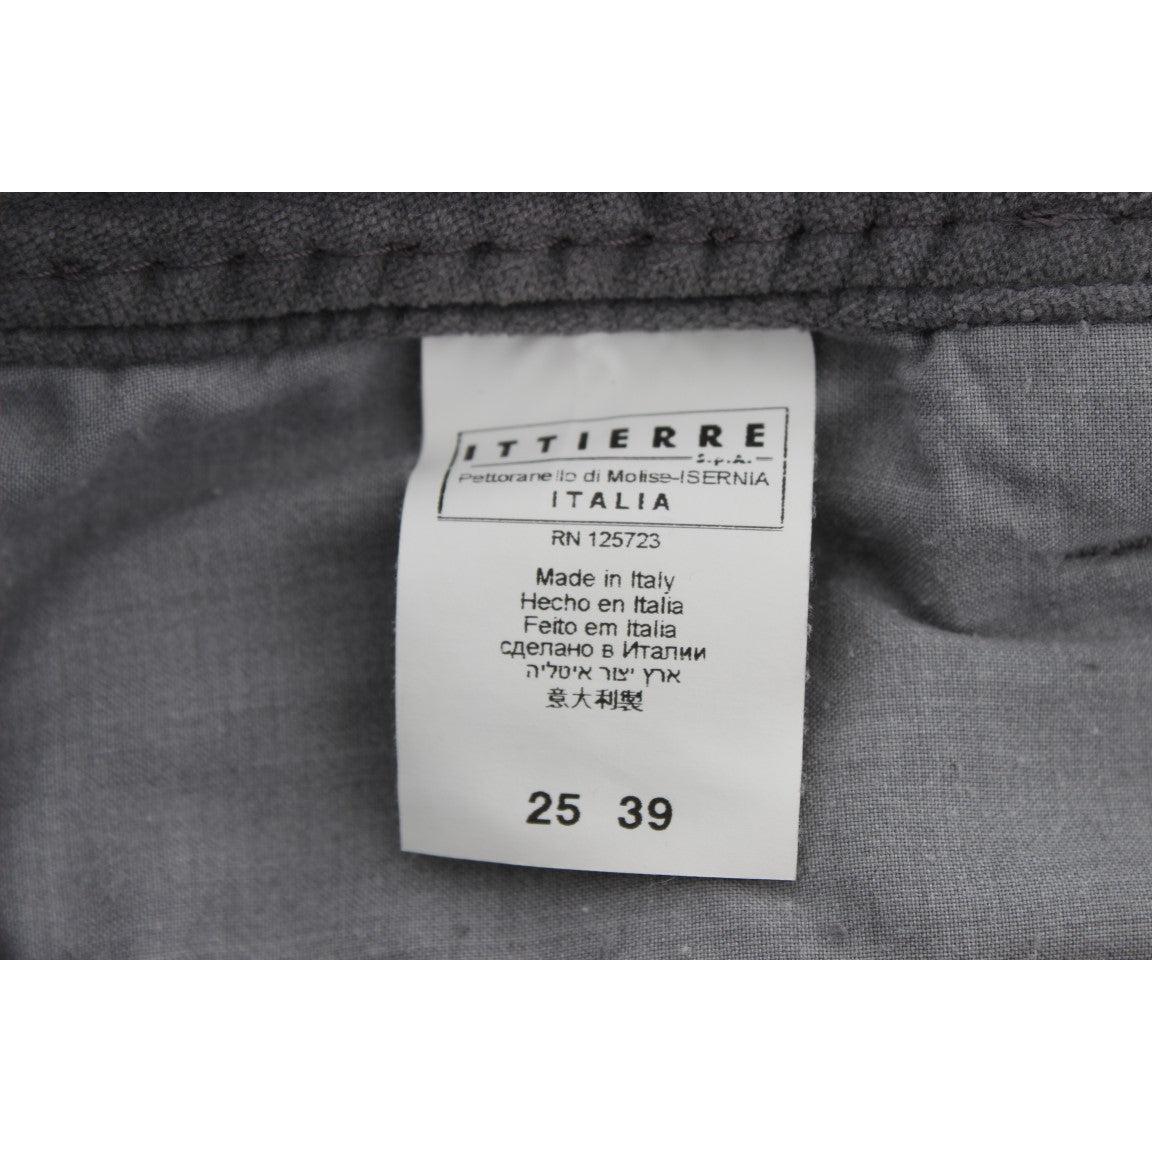 ITTIERRE
S.p.A.
Pettoranello di Molise-ISERNIA
ITALIA
RN 125723
Made in Italy
Hecho en Italia
Feito em Italia
сделано в Италии
ארץ יצור איטליה
意大利製
25 39